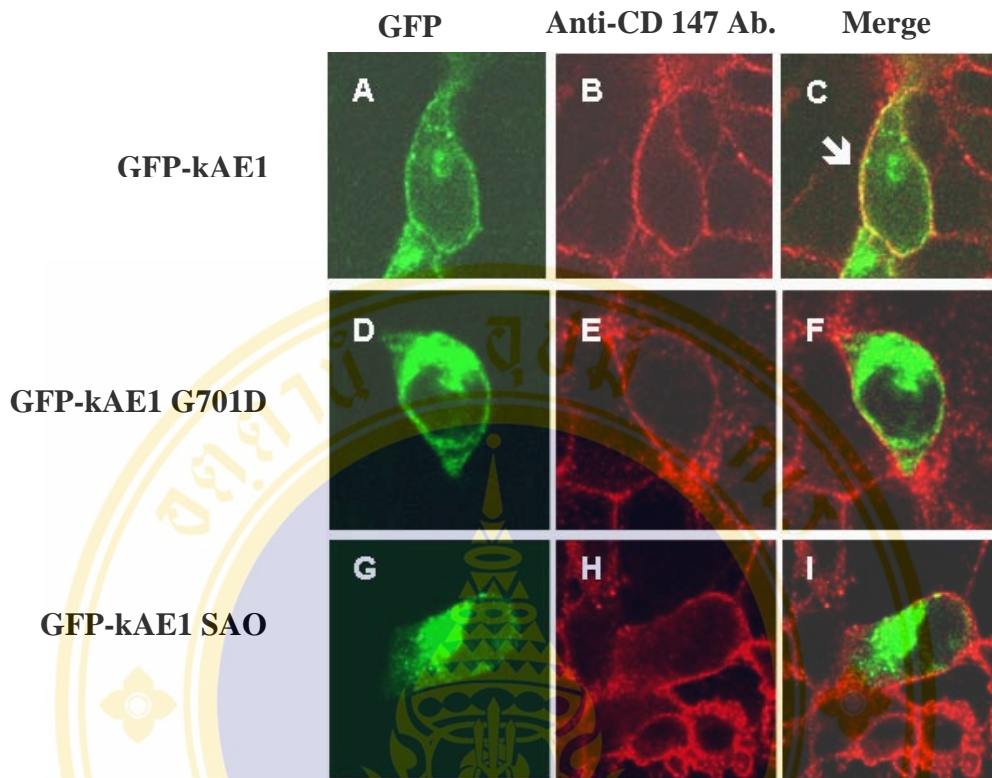 GFP Anti-CD 147 Ab. Merge
GFP-kAE1
A B C
GFP-kAE1 G701D
D E F
GFP-kAE1 SAO
G H I